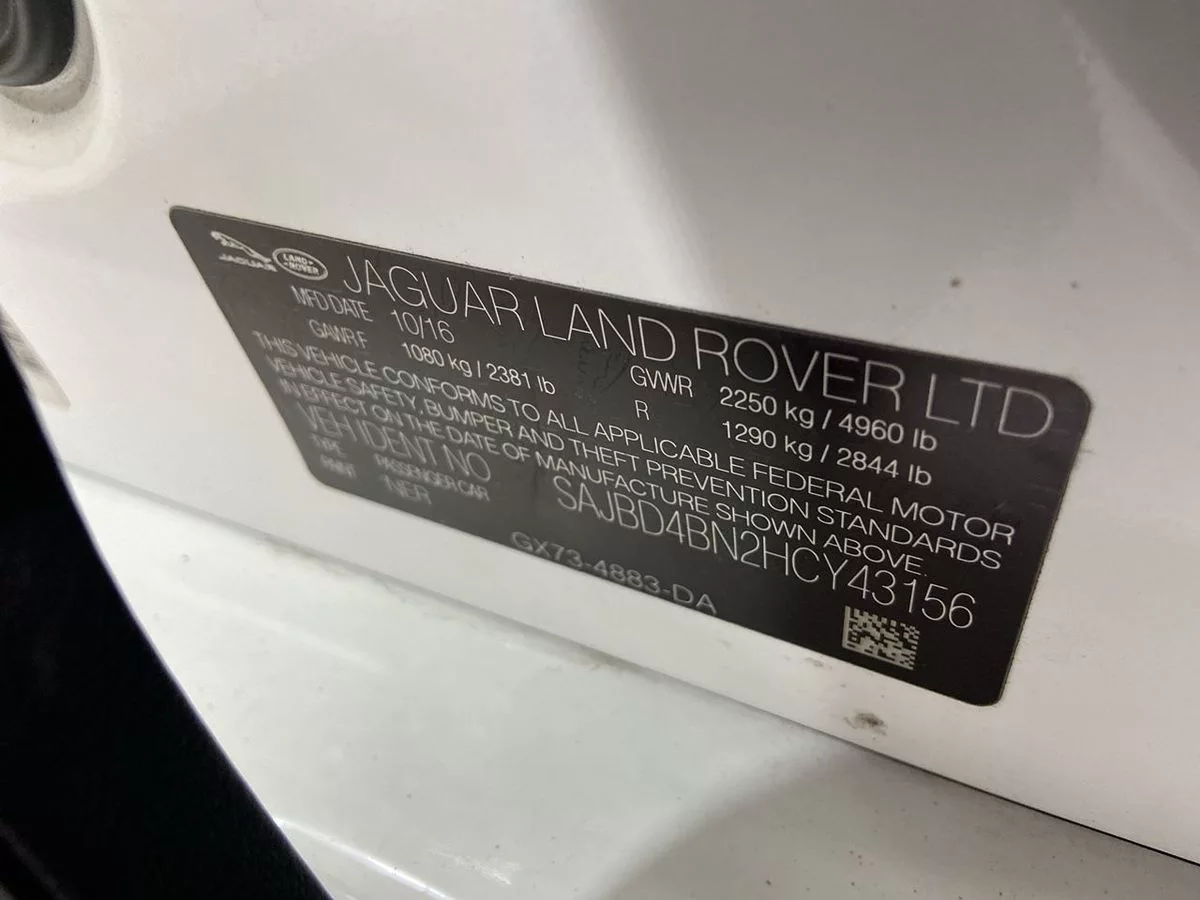 JAGUAR LAND-ROVER JAGUAR LAND ROVER LTD
MFD DATE 10/16 GVWR 2250 kg / 4960 lb
GAWR F 1080 kg / 2381 lb R 1290 kg / 2844 lb
THIS VEHICLE CONFORMS TO ALL APPLICABLE FEDERAL MOTOR
VEHICLE SAFETY, BUMPER AND THEFT PREVENTION STANDARDS
IN EFFECT ON THE DATE OF MANUFACTURE SHOWN ABOVE.
VEH IDENT NO SAJBD4BN2HCY43156
TYPE PASSENGER CAR
PAINT NER
GX73-4883-DA